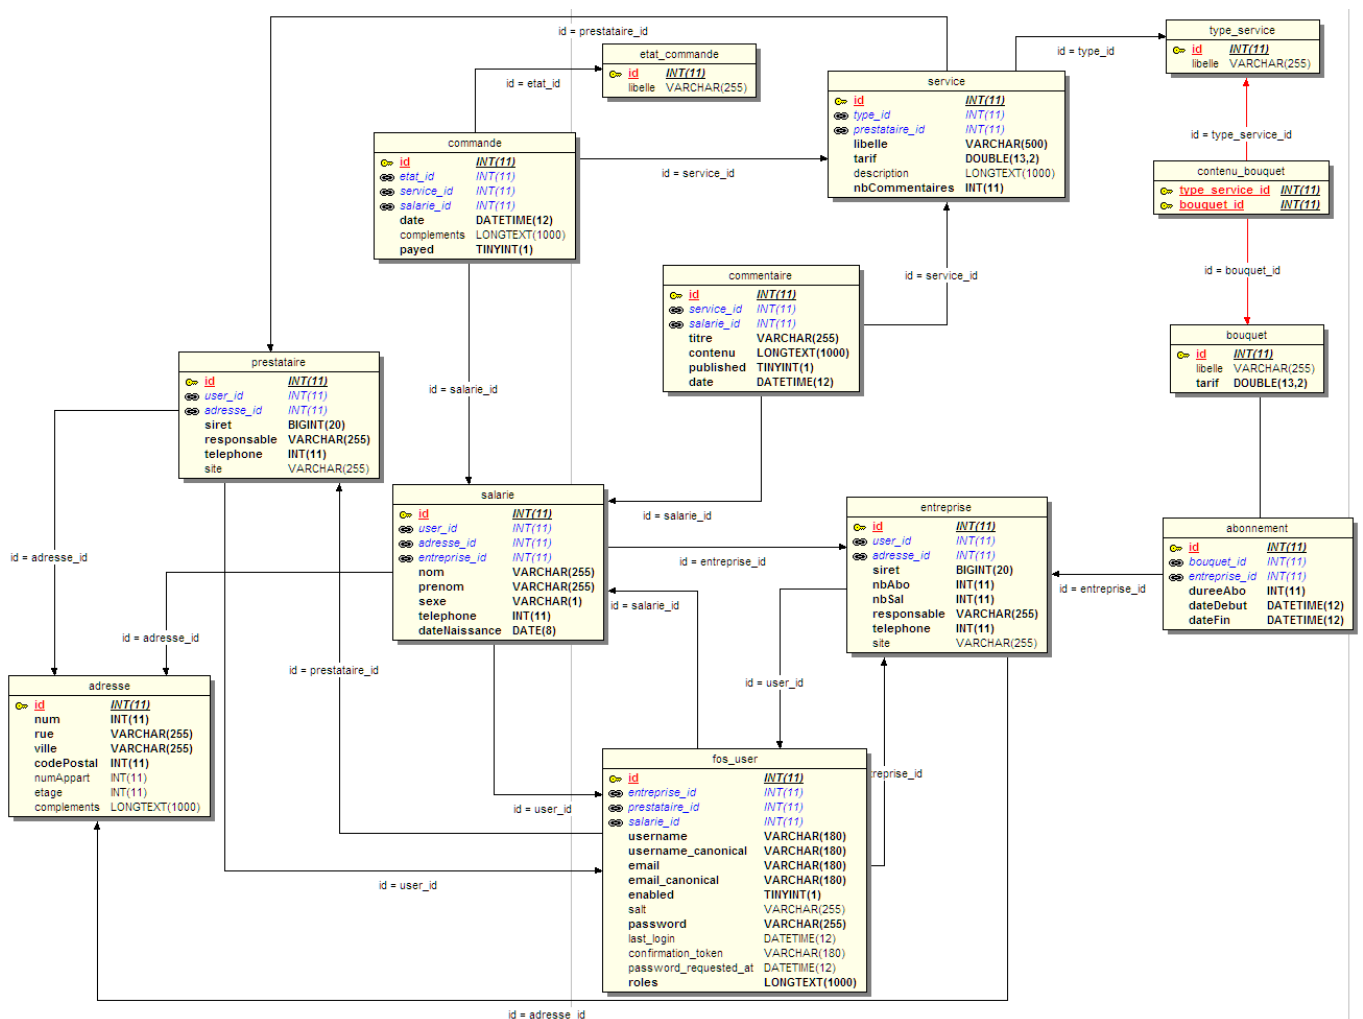 id = prestataire_id
type_service
id INT(11)
libelle VARCHAR(255)
id = type_id
etat_commande
id INT(11)
libelle VARCHAR(255)
id = etat_id
service
id INT(11)
type_id INT(11)
prestataire_id INT(11)
libelle VARCHAR(500)
tarif DOUBLE(13,2)
description LONGTEXT(1000)
nbCommentaires INT(11)
id = type_service_id
commande
id INT(11)
etat_id INT(11)
service_id INT(11)
salarie_id INT(11)
date DATETIME(12)
complements LONGTEXT(1000)
payed TINYINT(1)
id = service_id
contenu_bouquet
type_service_id INT(11)
bouquet_id INT(11)
id = bouquet_id
commentaire
id INT(11)
service_id INT(11)
salarie_id INT(11)
titre VARCHAR(255)
contenu LONGTEXT(1000)
published TINYINT(1)
date DATETIME(12)
id = service_id
bouquet
id INT(11)
libelle VARCHAR(255)
tarif DOUBLE(13,2)
prestataire
id INT(11)
user_id INT(11)
adresse_id INT(11)
siret BIGINT(20)
responsable VARCHAR(255)
telephone INT(11)
site VARCHAR(255)
id = salarie_id
salarie
id INT(11)
user_id INT(11)
adresse_id INT(11)
entreprise_id INT(11)
nom VARCHAR(255)
prenom VARCHAR(255)
sexe VARCHAR(1)
telephone INT(11)
dateNaissance DATE(8)
id = salarie_id
id = entreprise_id
id = salarie_id
entreprise
id INT(11)
user_id INT(11)
adresse_id INT(11)
siret BIGINT(20)
nbAbo INT(11)
nbSal INT(11)
responsable VARCHAR(255)
telephone INT(11)
site VARCHAR(255)
id = entreprise_id
abonnement
id INT(11)
bouquet_id INT(11)
entreprise_id INT(11)
dureeAbo INT(11)
dateDebut DATETIME(12)
dateFin DATETIME(12)
id = adresse_id
id = adresse_id
id = prestataire_id
id = user_id
adresse
id INT(11)
num INT(11)
rue VARCHAR(255)
ville VARCHAR(255)
codePostal INT(11)
numAppart INT(11)
etage INT(11)
complements LONGTEXT(1000)
id = user_id
id = user_id
fos_user
id INT(11)
entreprise_id INT(11)
prestataire_id INT(11)
salarie_id INT(11)
username VARCHAR(180)
username_canonical VARCHAR(180)
email VARCHAR(180)
email_canonical VARCHAR(180)
enabled TINYINT(1)
salt VARCHAR(255)
password VARCHAR(255)
last_login DATETIME(12)
confirmation_token VARCHAR(180)
password_requested_at DATETIME(12)
roles LONGTEXT(1000)
treprise_id
id = adresse_id